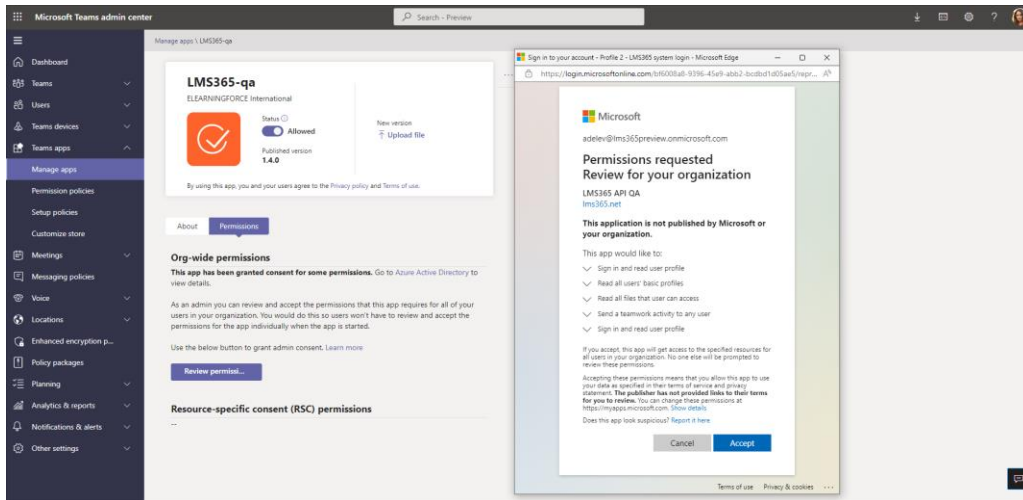 Microsoft Teams admin center
Search - Preview
Dashboard
Teams
Users
Teams devices
Teams apps
Manage apps
Permission policies
Setup policies
Customize store
Meetings
Messaging policies
Voice
Locations
Enhanced encryption p...
Policy packages
Planning
Analytics & reports
Notifications & alerts
Other settings
Manage apps \ LMS365-qa
LMS365-qa
ELEARNINGFORCE International
Status
Allowed
Published version
1.4.0
New version
Upload file
By using this app, you and your users agree to the Privacy policy and Terms of use.
About
Permissions
Org-wide permissions
This app has been granted consent for some permissions. Go to Azure Active Directory to
view details.
As an admin you can review and accept the permissions that this app requires for all of your
users in your organization. You would do this so users won't have to review and accept the
permissions for the app individually when the app is started.
Use the below button to grant admin consent. Learn more
Review permissi...
Resource-specific consent (RSC) permissions
--
Sign in to your account - Profile 2 - LMS365 system login - Microsoft Edge
https://login.microsoftonline.com/
Microsoft
adelev@lms365preview.onmicrosoft.com
Permissions requested
Review for your organization
LMS365 API QA
lms365.net
This application is not published by Microsoft or
your organization.
This app would like to:
Sign in and read user profile
Read all users' basic profiles
Read all files that user can access
Send a teamwork activity to any user
Sign in and read user profile
If you accept, this app will get access to the specified resources for
all users in your organization. No one else will be prompted to
review these permissions.
Accepting these permissions means that you allow this app to use
your data as specified in their terms of service and privacy
statement. The publisher has not provided links to their terms
for you to review. You can change these permissions at
https://myapps.microsoft.com. Show details
Does this app look suspicious? Report it here
Cancel
Accept
Terms of use
Privacy & cookies
...